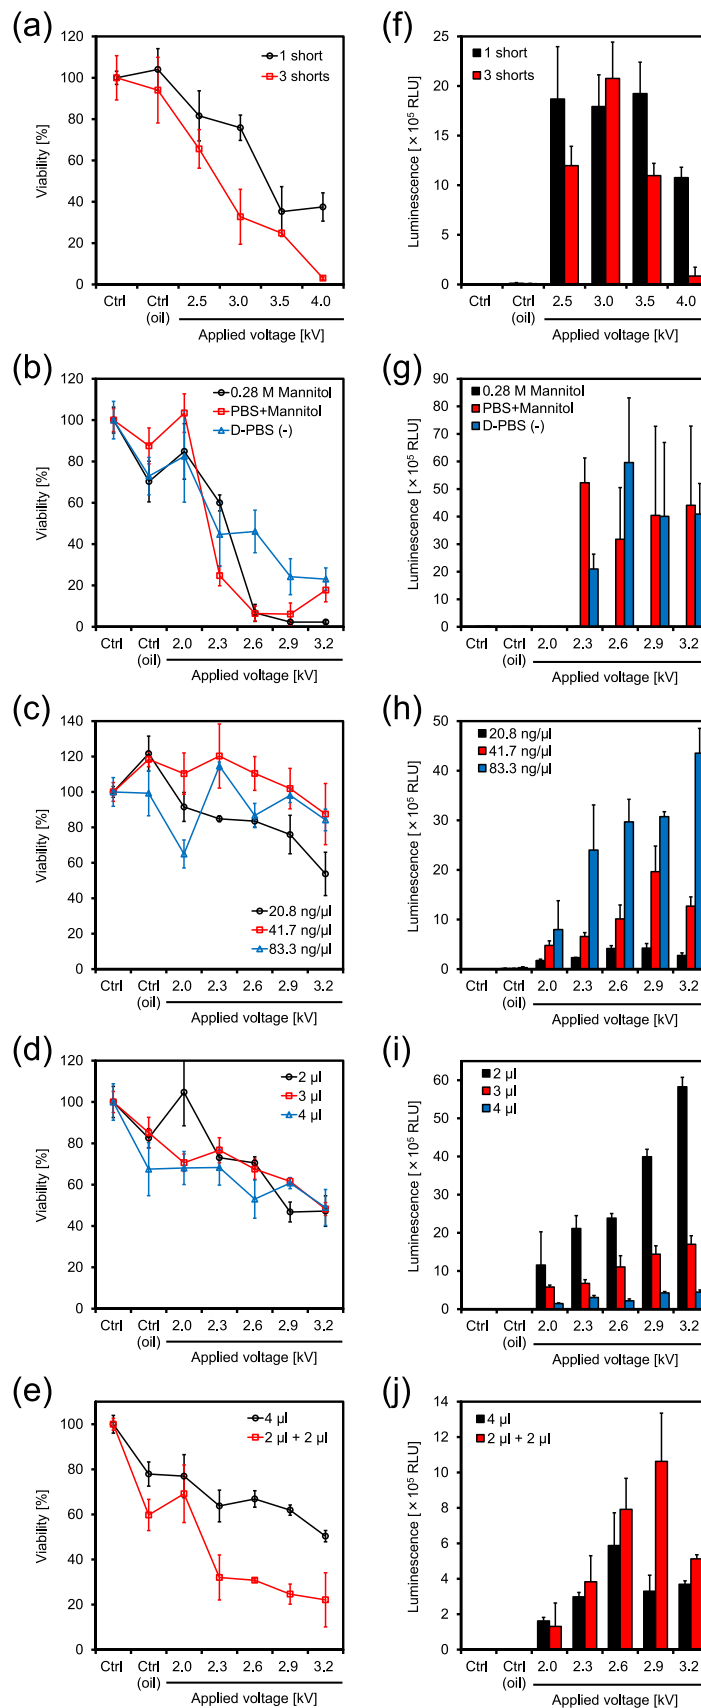 (a)
120
100
80
60
40
20
0
Viability [%]
1 short
3 shorts
Ctrl
Ctrl
(oil)
2.5
3.0
3.5
4.0
Applied voltage [kV]
(f)
25
20
15
10
5
0
Luminescence [×10⁵ RLU]
1 short
3 shorts
Ctrl
Ctrl
(oil)
2.5
3.0
3.5
4.0
Applied voltage [kV]
(b)
120
100
80
60
40
20
0
Viability [%]
0.28 M Mannitol
PBS+Mannitol
D-PBS (-)
Ctrl
Ctrl
(oil)
2.0
2.3
2.6
2.9
3.2
Applied voltage [kV]
(g)
90
80
70
60
50
40
30
20
10
0
Luminescence [×10⁵ RLU]
0.28 M Mannitol
PBS+Mannitol
D-PBS (-)
Ctrl
Ctrl
(oil)
2.0
2.3
2.6
2.9
3.2
Applied voltage [kV]
(c)
140
120
100
80
60
40
20
0
Viability [%]
20.8 ng/µl
41.7 ng/µl
83.3 ng/µl
Ctrl
Ctrl
(oil)
2.0
2.3
2.6
2.9
3.2
Applied voltage [kV]
(h)
50
40
30
20
10
0
Luminescence [×10⁵ RLU]
20.8 ng/µl
41.7 ng/µl
83.3 ng/µl
Ctrl
Ctrl
(oil)
2.0
2.3
2.6
2.9
3.2
Applied voltage [kV]
(d)
120
100
80
60
40
20
0
Viability [%]
2 µl
3 µl
4 µl
Ctrl
Ctrl
(oil)
2.0
2.3
2.6
2.9
3.2
Applied voltage [kV]
(i)
60
50
40
30
20
10
0
Luminescence [×10⁵ RLU]
2 µl
3 µl
4 µl
Ctrl
Ctrl
(oil)
2.0
2.3
2.6
2.9
3.2
Applied voltage [kV]
(e)
100
80
60
40
20
0
Viability [%]
4 µl
2 µl + 2 µl
Ctrl
Ctrl
(oil)
2.0
2.3
2.6
2.9
3.2
Applied voltage [kV]
(j)
14
12
10
8
6
4
2
0
Luminescence [×10⁵ RLU]
4 µl
2 µl + 2 µl
Ctrl
Ctrl
(oil)
2.0
2.3
2.6
2.9
3.2
Applied voltage [kV]